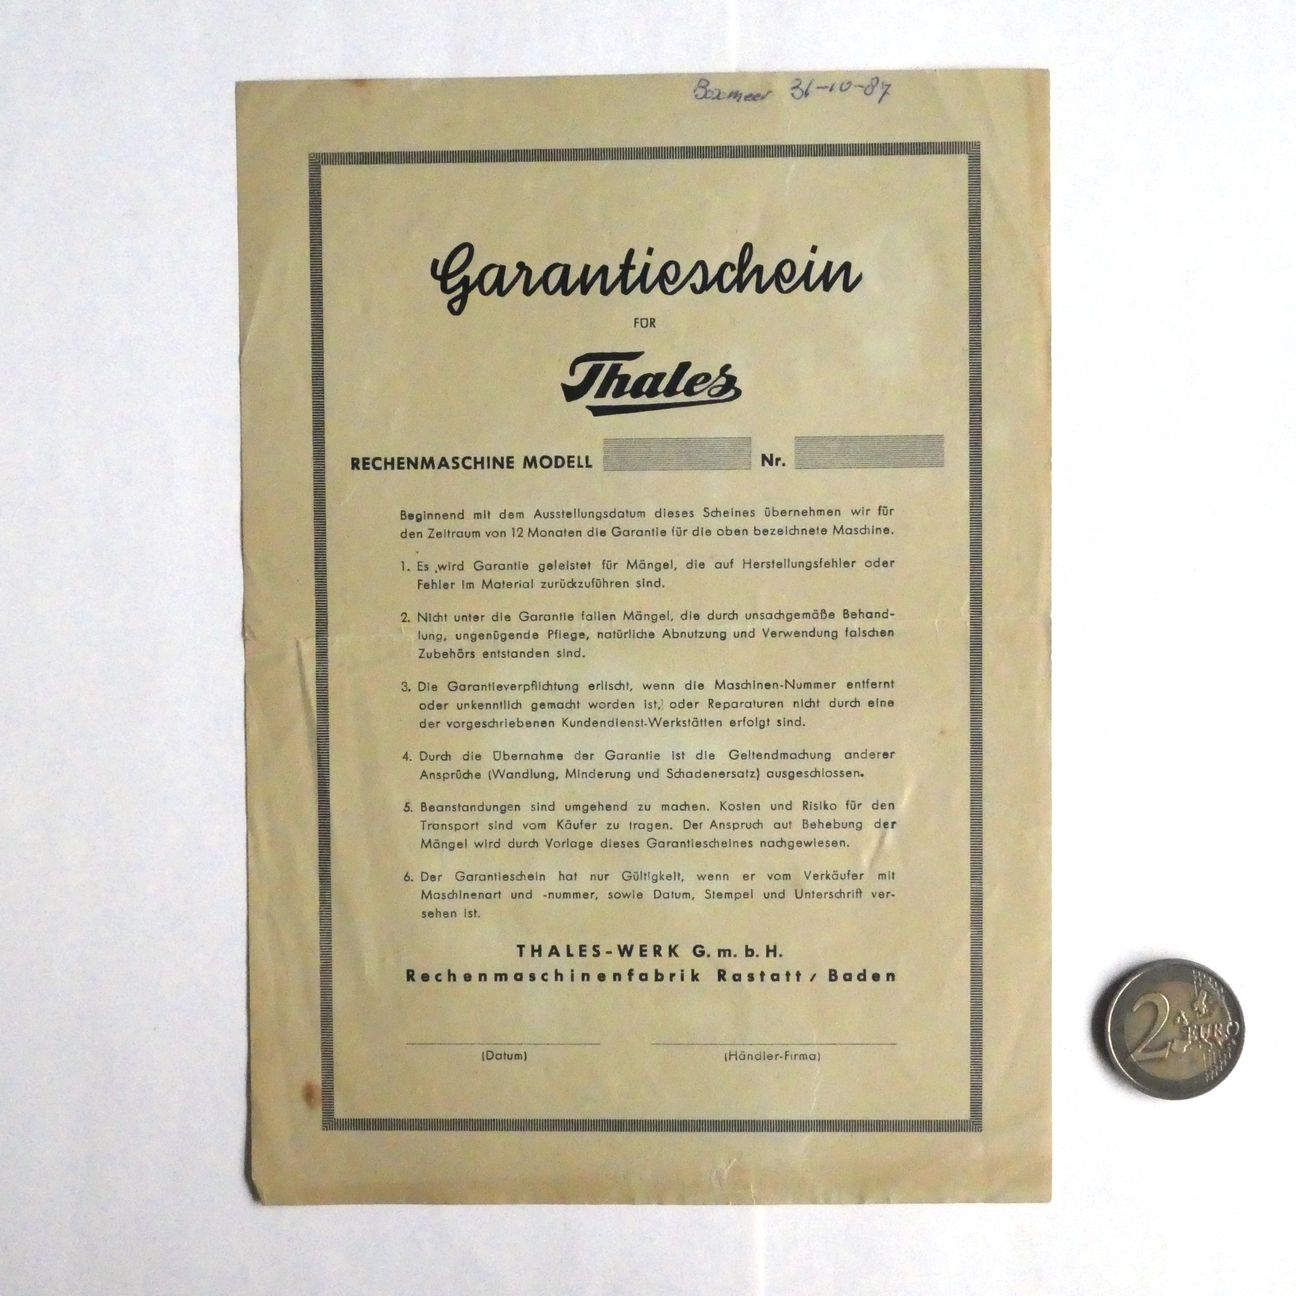 Boxmeer 31-10-87
Garantieschein
FÜR
Thales
RECHENMASCHINE MODELL Nr.
Beginnend mit dem Ausstellungsdatum dieses Scheines übernehmen wir für
den Zeitraum von 12 Monaten die Garantie für die oben bezeichnete Maschine.
1. Es wird Garantie geleistet für Mängel, die auf Herstellungsfehler oder
Fehler im Material zurückzuführen sind.
2. Nicht unter die Garantie fallen Mängel, die durch unsachgemäße Behand-
lung, ungenügende Pflege, natürliche Abnutzung und Verwendung falschen
Zubehörs entstanden sind.
3. Die Garantieverpflichtung erlischt, wenn die Maschinen-Nummer entfernt
oder unkenntlich gemacht worden ist, oder Reparaturen nicht durch eine
der vorgeschriebenen Kundendienst-Werkstätten erfolgt sind.
4. Durch die Übernahme der Garantie ist die Geltendmachung anderer
Ansprüche (Wandlung, Minderung und Schadenersatz) ausgeschlossen.
5. Beanstandungen sind umgehend zu machen. Kosten und Risiko für den
Transport sind vom Käufer zu tragen. Der Anspruch auf Behebung der
Mängel wird durch Vorlage dieses Garantiescheines nachgewiesen.
6. Der Garantieschein hat nur Gültigkeit, wenn er vom Verkäufer mit
Maschinenart und -nummer, sowie Datum, Stempel und Unterschrift ver-
sehen ist.
THALES-WERK G.m.b.H.
Rechenmaschinenfabrik Rastatt / Baden
(Datum) (Händler-Firma)
2 EURO